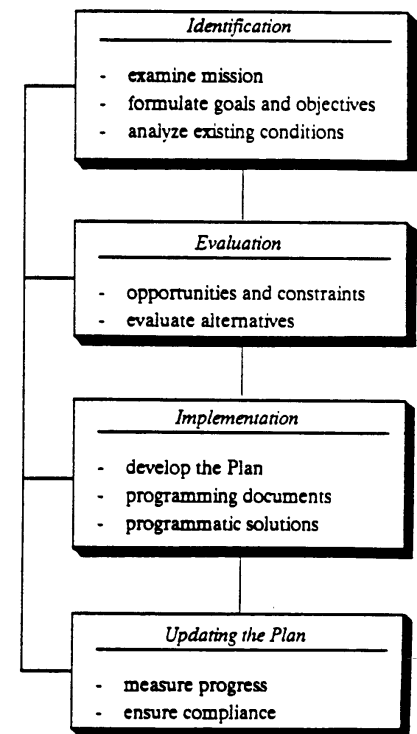 Identification
- examine mission
- formulate goals and objectives
- analyze existing conditions
Evaluation
- opportunities and constraints
- evaluate alternatives
Implementation
- develop the Plan
- programming documents
- programmatic solutions
Updating the Plan
- measure progress
- ensure compliance